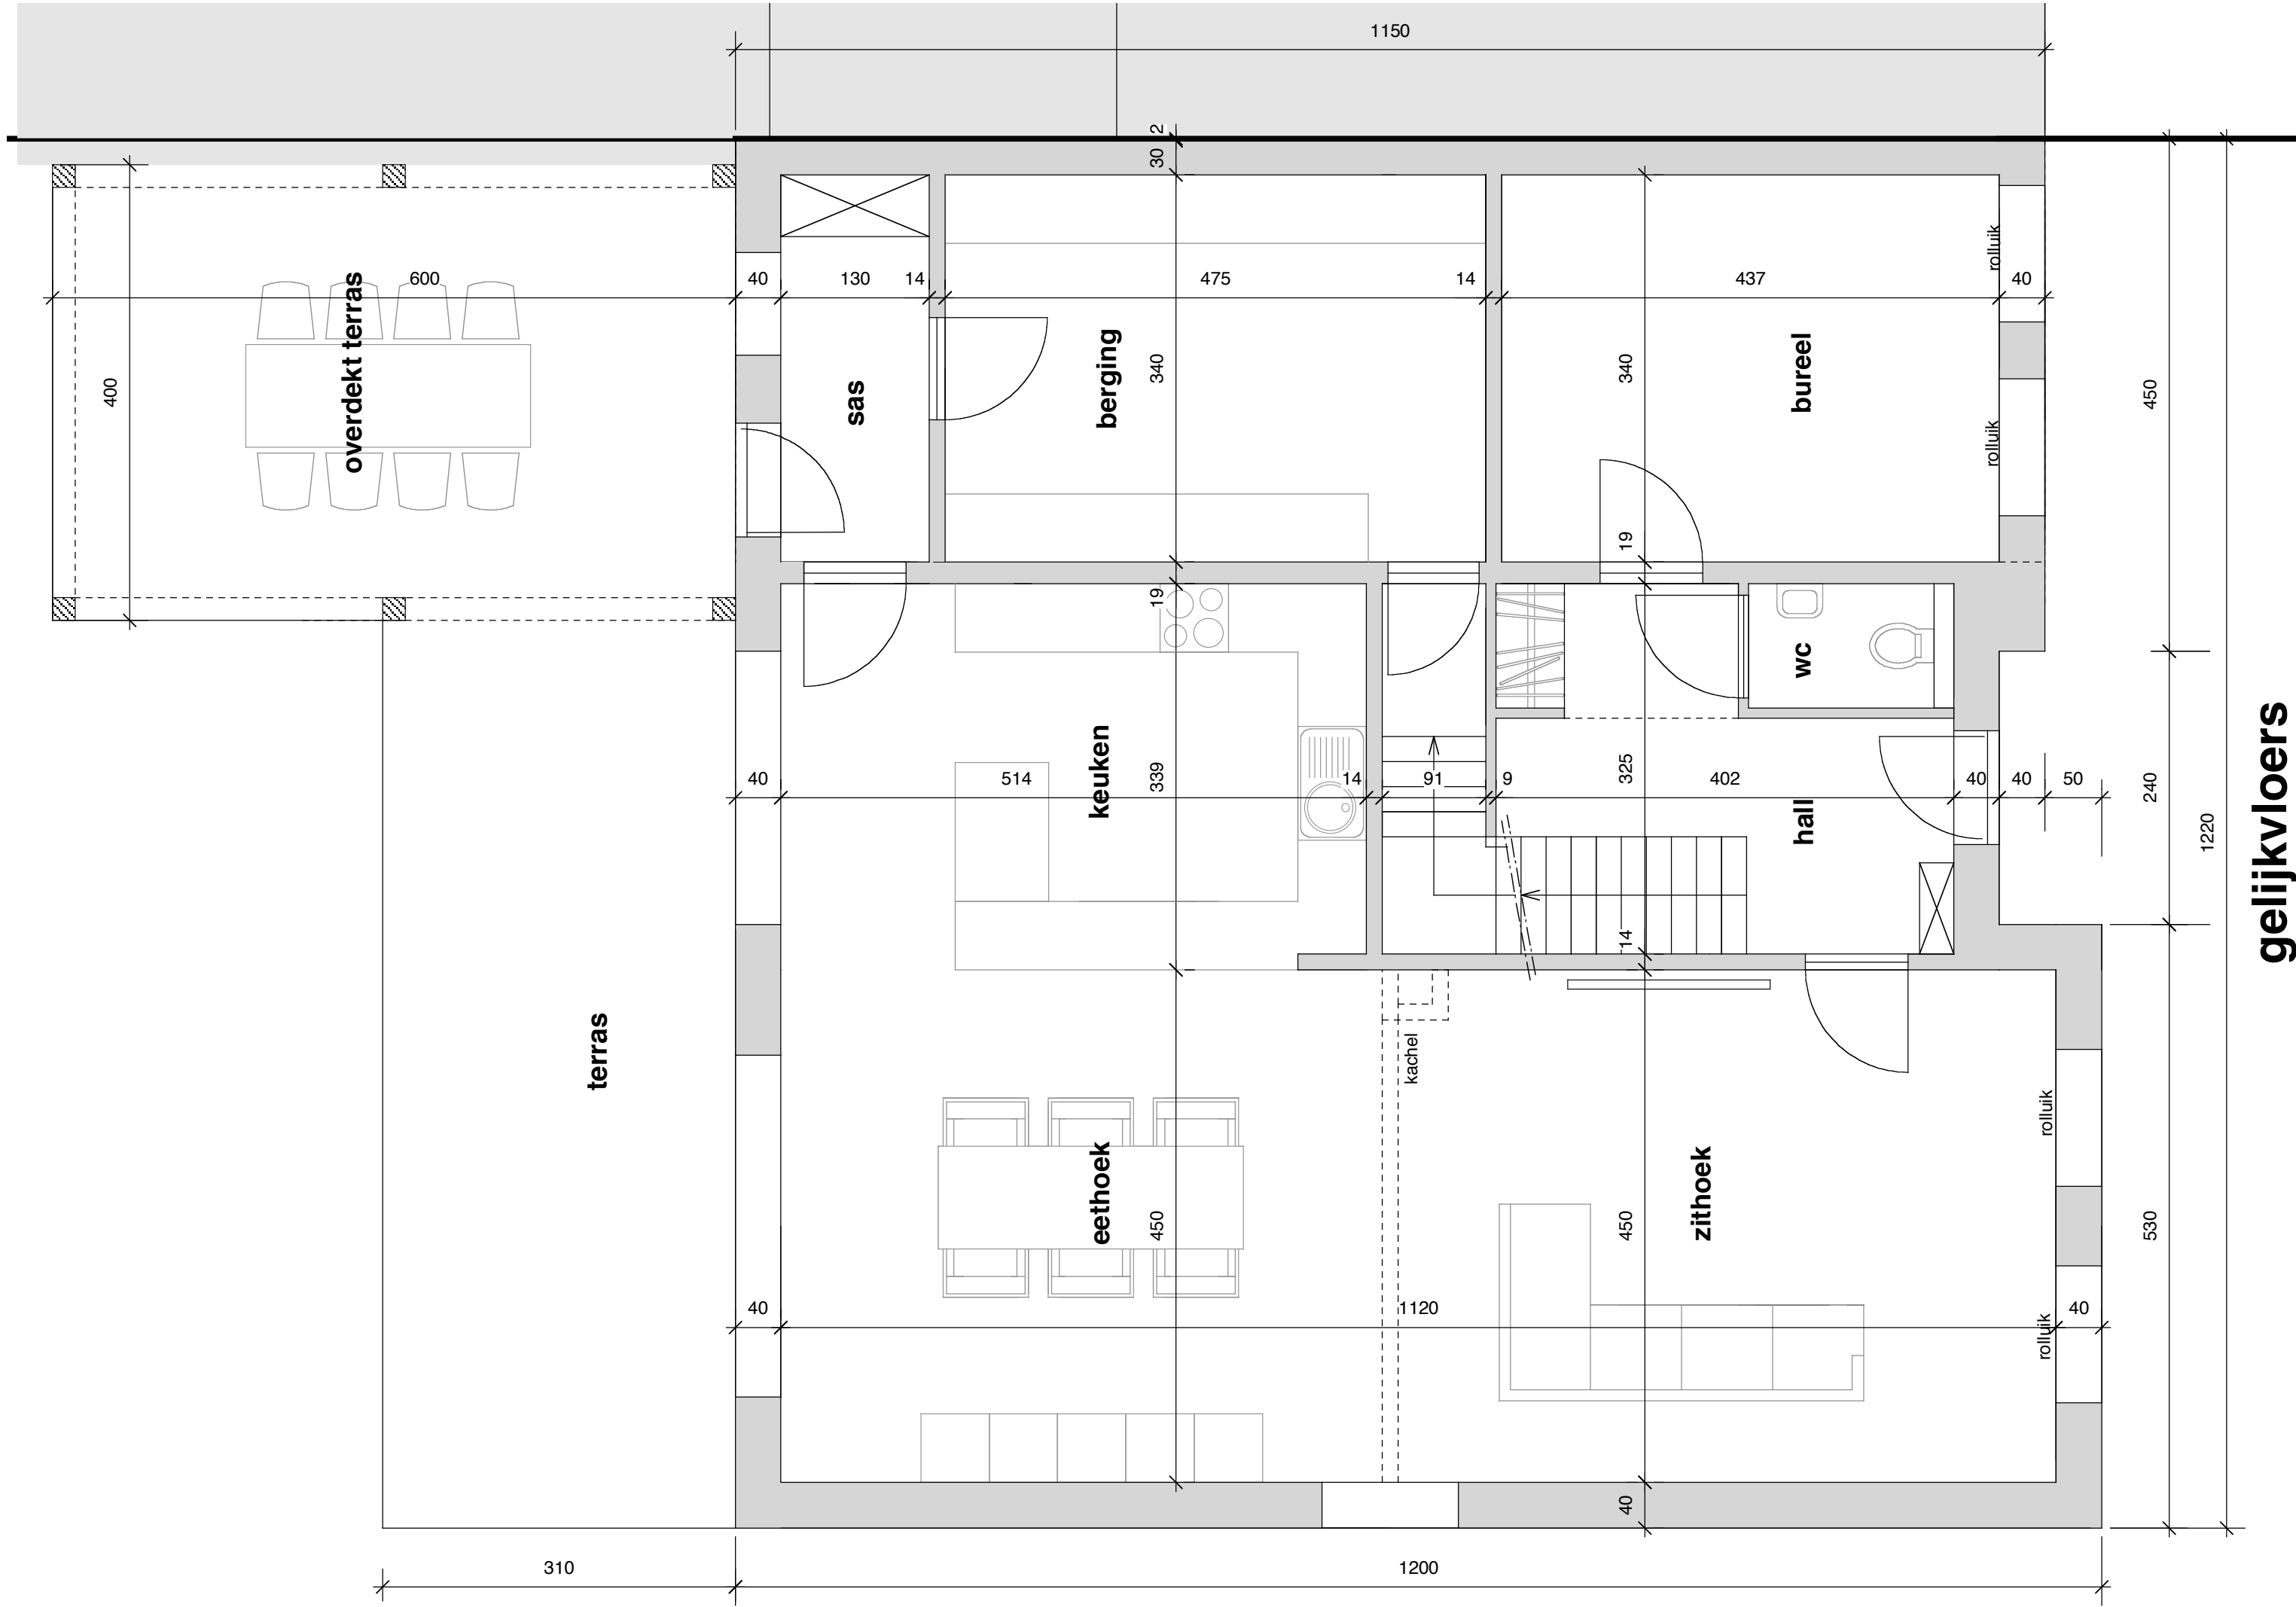 1150
2
30
600
40
130
14
475
14
437
40
rolluik
400
overdekt terras
sas
berging
340
340
bureel
rolluik
450
19
19
wc
keuken
40
514
339
14
91
9
325
402
hall
40
40
50
240
1220
gelijkvloers
14
terras
kachel
rolluik
eethoek
450
450
zithoek
530
40
1120
rolluik
40
40
310
1200